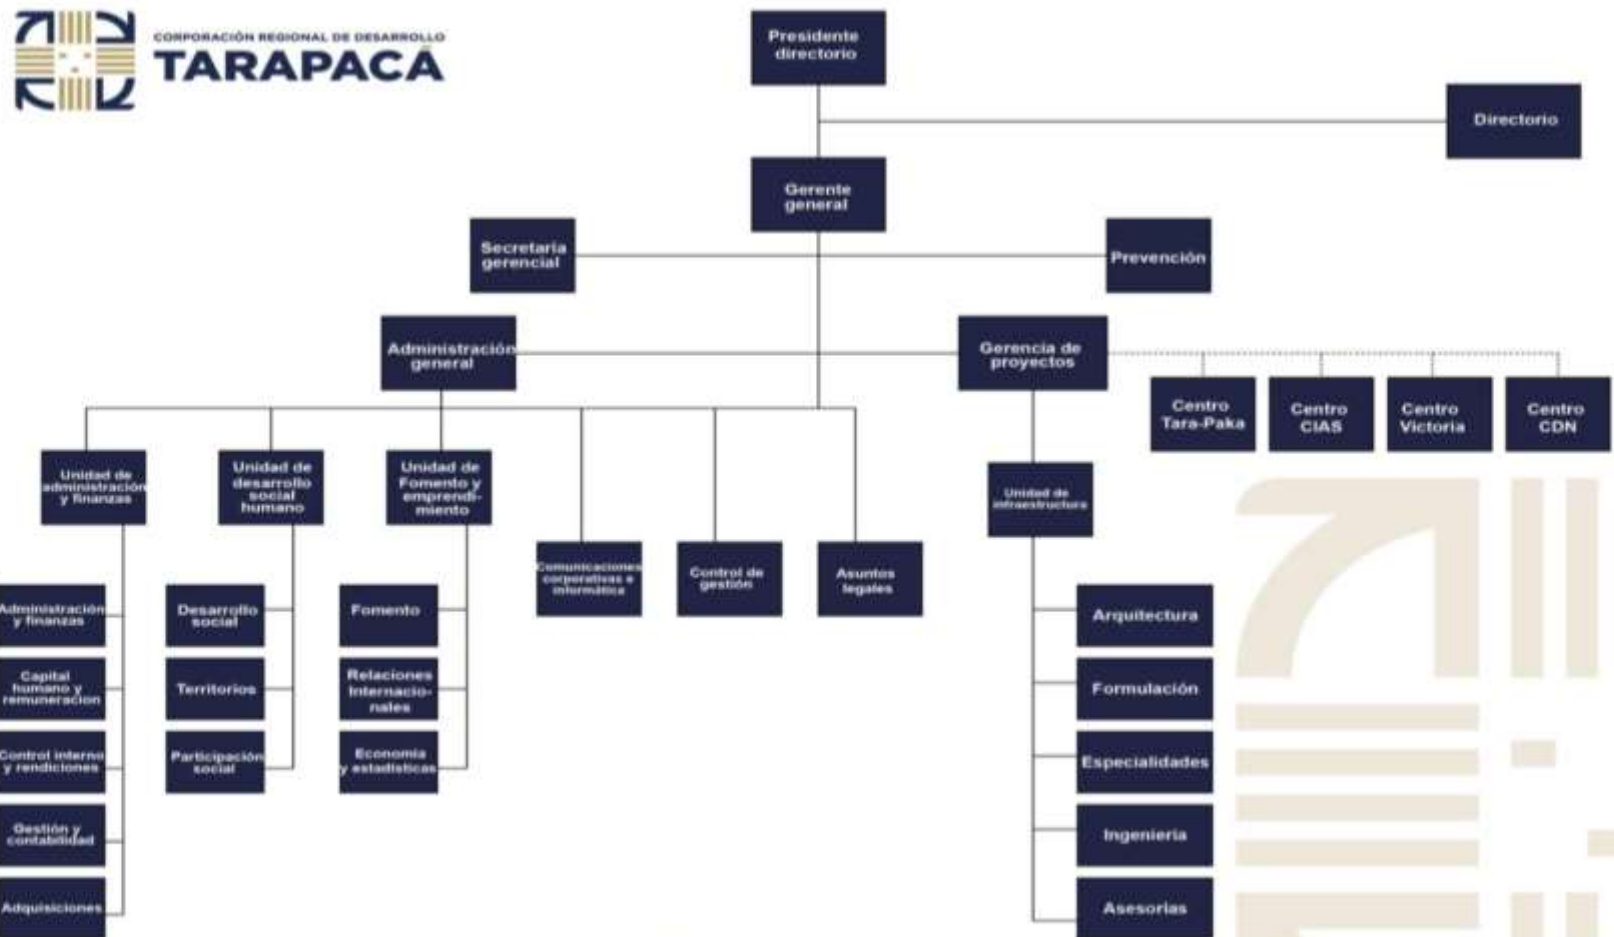 CORPORACIÓN REGIONAL DE DESARROLLO
TARAPACÁ
Presidente
directorio
Directorio
Gerente
general
Secretaria
gerencial
Prevención
Administración
general
Gerencia de
proyectos
Centro
Tara-Paka
Centro
CIAS
Centro
Victoria
Centro
CDN
Unidad de
administración
y finanzas
Unidad de
desarrollo
social
humano
Unidad de
Fomento y
emprendi-
miento
Unidad de
infraestructura
Comunicaciones
corporativas e
informática
Control de
gestión
Asuntos
legales
Administración
y finanzas
Capital
humano y
remuneracion
Control interno
y rendiciones
Gestión y
contabilidad
Adquisiciones
Desarrollo
social
Territorios
Participación
social
Fomento
Relaciones
Internacio-
nales
Economía
y estadísticas
Arquitectura
Formulación
Especialidades
Ingeniería
Asesorías